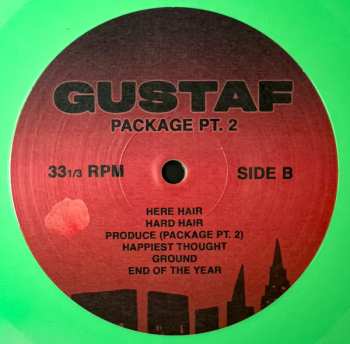 GUSTAF
PACKAGE PT. 2
33 1/3 RPM
SIDE B
HERE HAIR
HARD HAIR
PRODUCE (PACKAGE PT. 2)
HAPPIEST THOUGHT
GROUND
END OF THE YEAR